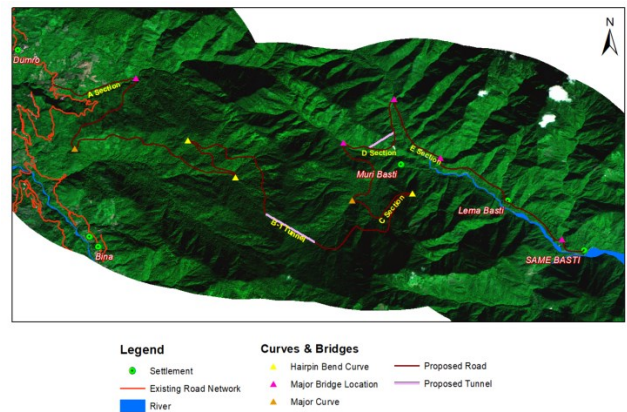 N
Dumro
A Section
D Section
E Section
Muri Basti
C Section
Lema Basti
B-1 Tunnel
Bina
SAME BASTI
Legend
Settlement
Existing Road Network
River
Curves & Bridges
Hairpin Bend Curve
Major Bridge Location
Major Curve
Proposed Road
Proposed Tunnel